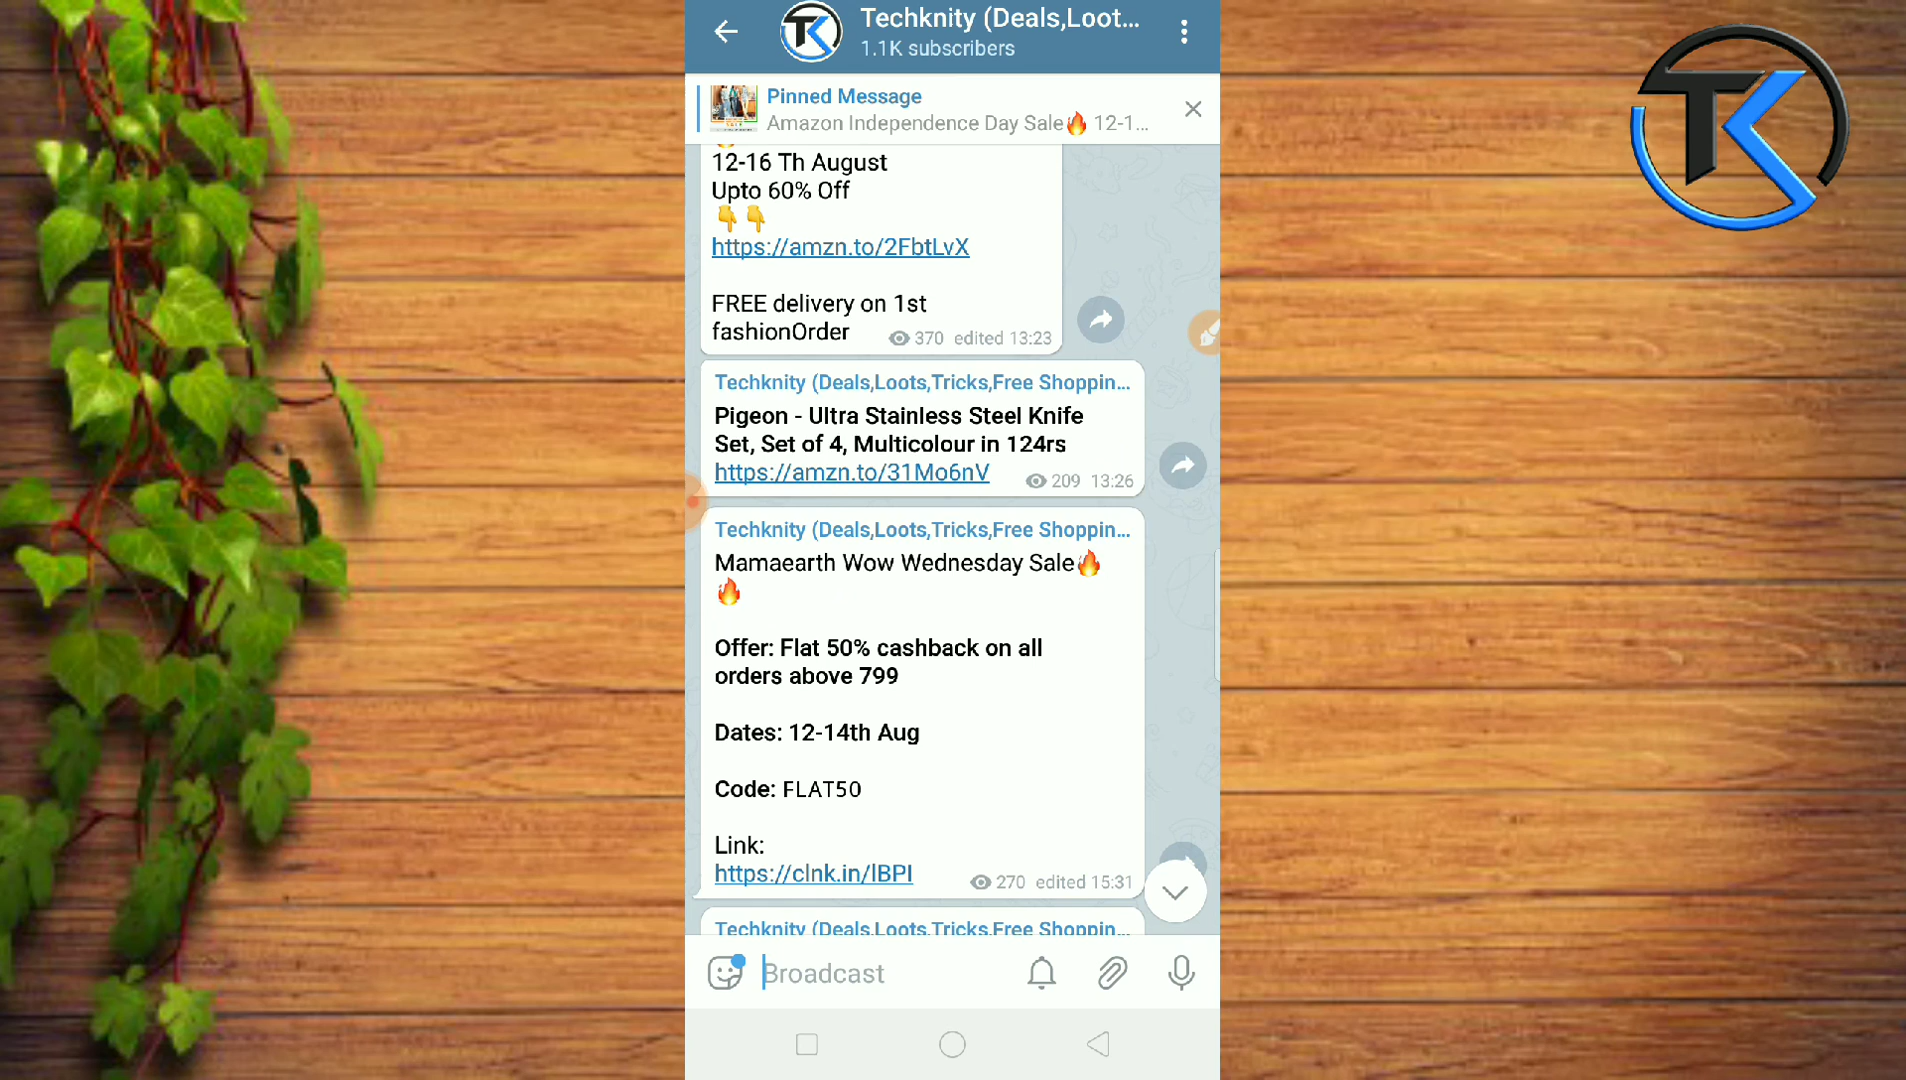 Techknity (Deals,Loot...
1.1K subscribers
Pinned Message
Amazon Independence Day Sale🔥 12-1...
12-16 Th August
Upto 60% Off
👇👇
https://amzn.to/2FbtLvX
FREE delivery on 1st
fashionOrder
370 edited 13:23
Techknity (Deals,Loots,Tricks,Free Shoppin...
Pigeon - Ultra Stainless Steel Knife
Set, Set of 4, Multicolour in 124rs
https://amzn.to/31Mo6nV
209 13:26
Techknity (Deals,Loots,Tricks,Free Shoppin...
Mamaearth Wow Wednesday Sale🔥
🔥
Offer: Flat 50% cashback on all
orders above 799
Dates: 12-14th Aug
Code: FLAT50
Link:
https://clnk.in/lBPI
270 edited 15:31
Techknity (Deals,Loots,Tricks,Free Shoppin...
Broadcast
TK